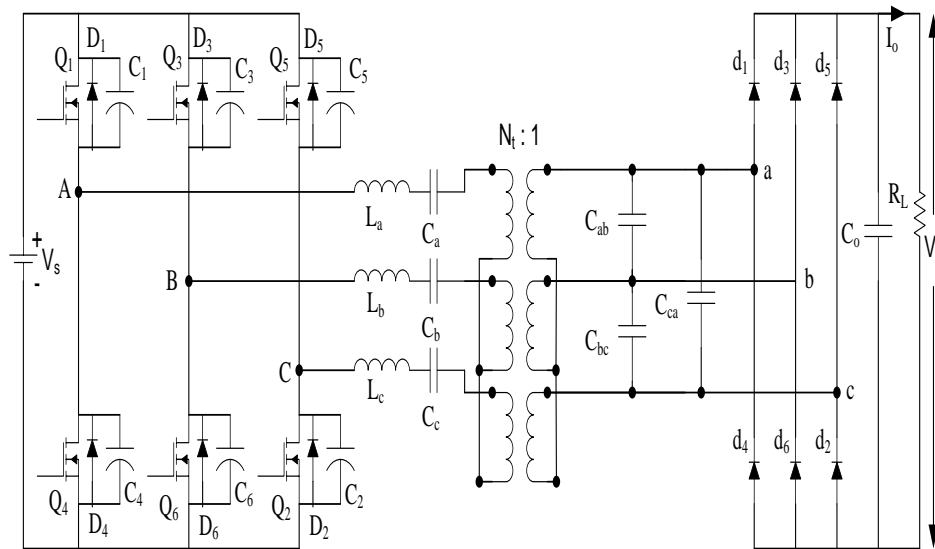 D1 D3 D5
Q1 C1 Q3 C3 Q5 C5
Io
d1 d3 d5
Nt : 1
A
La Ca
a
Cab
RL
Co
V
+
Vs
-
B
Lb Cb
b
Cca
Cbc
C
Lc Cc
c
d4 d6 d2
Q4 C4 Q6 C6 Q2 C2
D4 D6 D2